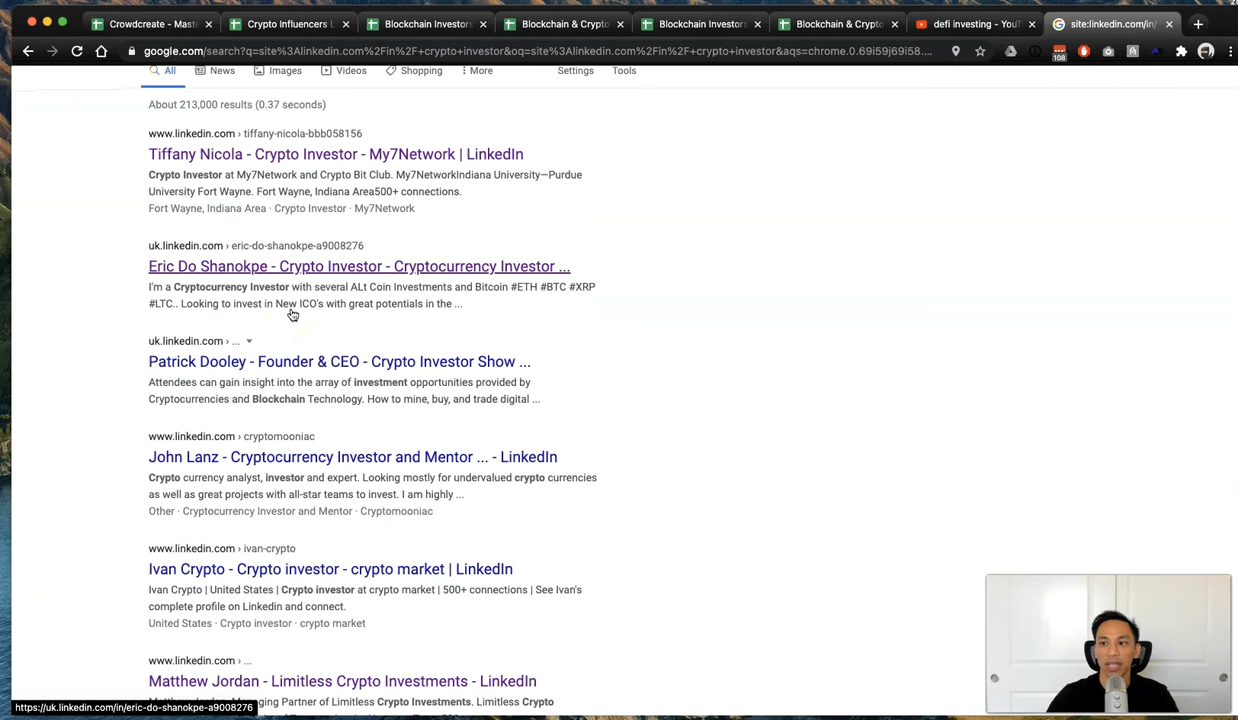 Crowdcreate - Mast
Crypto Influencers L
Blockchain Investors
Blockchain & Crypto
Blockchain Investors
Blockchain & Crypto
defi investing - YouT
site:linkedin.com/in/
google.com/search?q=site%3Alinkedin.com%2Fin%2F+crypto+investor&oq=site%3Alinkedin.com%2Fin%2F+crypto+investor&aqs=chrome.0.69i59j69i58....
108
All
News
Images
Videos
Shopping
More
Settings
Tools
About 213,000 results (0.37 seconds)
www.linkedin.com › tiffany-nicola-bbb058156
Tiffany Nicola - Crypto Investor - My7Network | LinkedIn
Crypto Investor at My7Network and Crypto Bit Club. My7NetworkIndiana University—Purdue
University Fort Wayne. Fort Wayne, Indiana Area500+ connections.
Fort Wayne, Indiana Area · Crypto Investor · My7Network
uk.linkedin.com › eric-do-shanokpe-a9008276
Eric Do Shanokpe - Crypto Investor - Cryptocurrency Investor ...
I'm a Cryptocurrency Investor with several ALt Coin Investments and Bitcoin #ETH #BTC #XRP
#LTC.. Looking to invest in New ICO's with great potentials in the ...
uk.linkedin.com › ...
Patrick Dooley - Founder & CEO - Crypto Investor Show ...
Attendees can gain insight into the array of investment opportunities provided by
Cryptocurrencies and Blockchain Technology. How to mine, buy, and trade digital ...
www.linkedin.com › cryptomooniac
John Lanz - Cryptocurrency Investor and Mentor ... - LinkedIn
Crypto currency analyst, investor and expert. Looking mostly for undervalued crypto currencies
as well as great projects with all-star teams to invest. I am highly ...
Other · Cryptocurrency Investor and Mentor · Cryptomooniac
www.linkedin.com › ivan-crypto
Ivan Crypto - Crypto investor - crypto market | LinkedIn
Ivan Crypto | United States | Crypto investor at crypto market | 500+ connections | See Ivan's
complete profile on Linkedin and connect.
United States · Crypto investor · crypto market
www.linkedin.com › ...
Matthew Jordan - Limitless Crypto Investments - LinkedIn
Managing Partner of Limitless Crypto Investments. Limitless Crypto
https://uk.linkedin.com/in/eric-do-shanokpe-a9008276